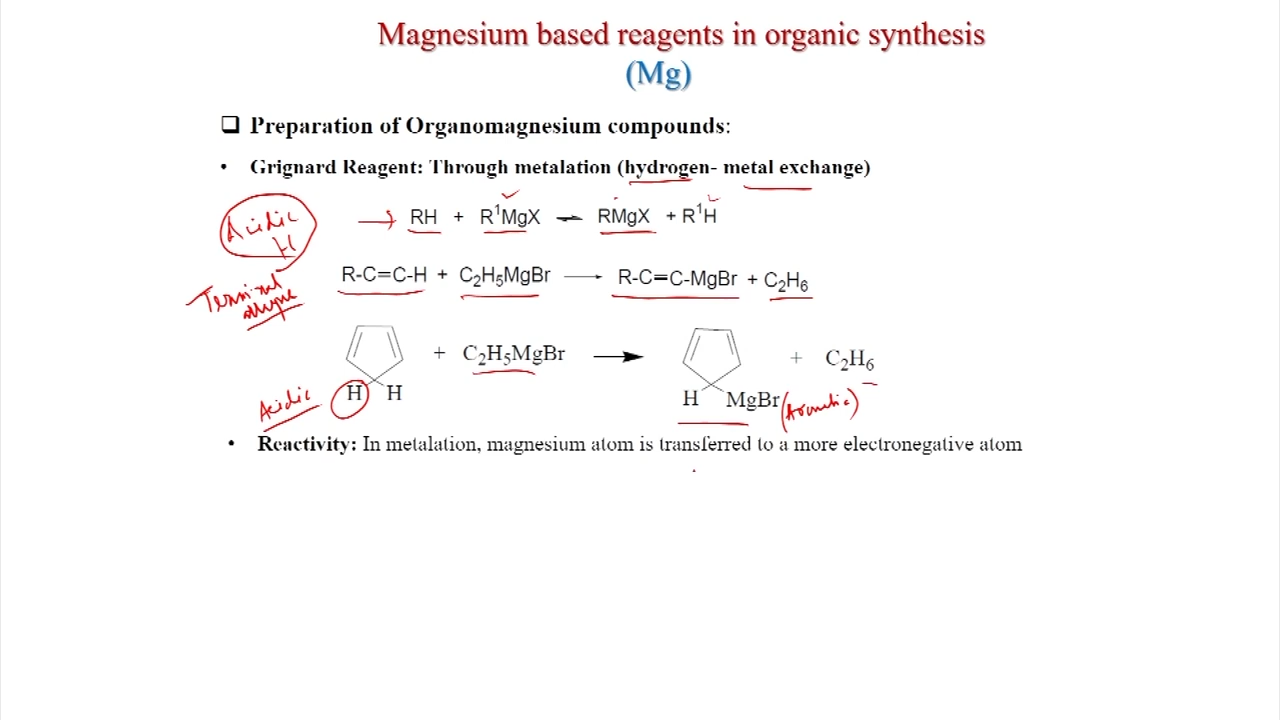 Magnesium based reagents in organic synthesis
(Mg)
❑ Preparation of Organomagnesium compounds:
• Grignard Reagent: Through metalation (hydrogen- metal exchange)
Acidic
H
→ RH + R¹MgX ⇌ RMgX + R¹H
Terminal
alkyne
R-C=C-H + C₂H₅MgBr → R-C=C-MgBr + C₂H₆
+ C₂H₅MgBr → + C₂H₆
Acidic H H H MgBr (Aromatic)
• Reactivity: In metalation, magnesium atom is transferred to a more electronegative atom